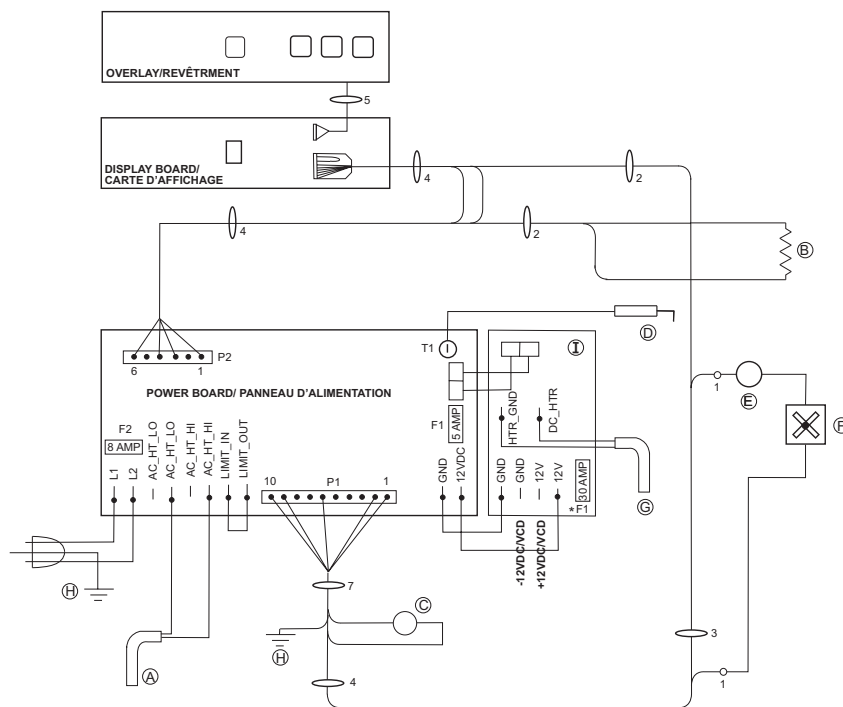 OVERLAY/REVÊTRMENT
5
DISPLAY BOARD/
CARTE D'AFFICHAGE
4
2
4
2
B
D
6
1
P2
T1
I
I
POWER BOARD/ PANNEAU D'ALIMENTATION
1
E
F
F2
8 AMP
F1
5 AMP
HTR_GND
DC_HTR
L1
L2
AC_HT_LO
AC_HT_LO
AC_HT_HI
AC_HT_HI
LIMIT_IN
LIMIT_OUT
GND
12VDC
GND
GND
12V
12V
30 AMP
*F1
10
P1
1
G
-12VDC/VCD
+12VDC/VCD
H
7
C
H
A
4
3
1